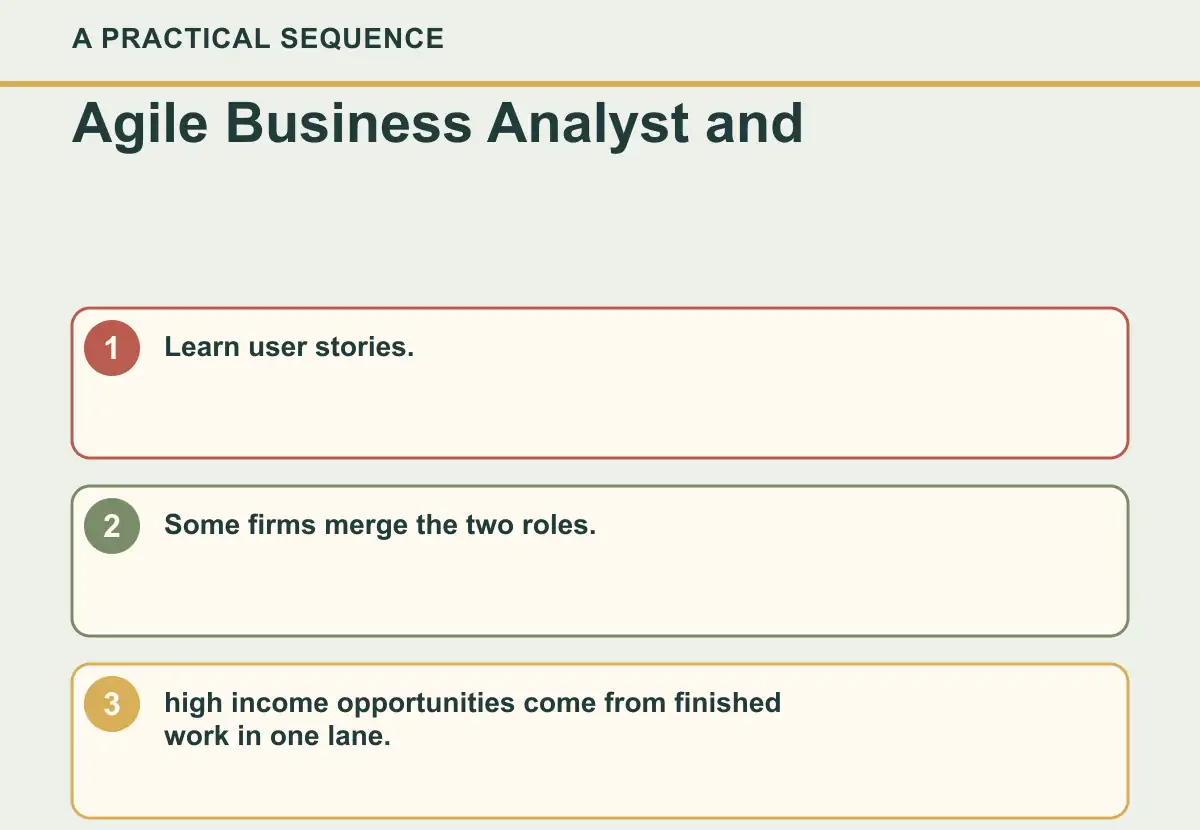 A PRACTICAL SEQUENCE
Agile Business Analyst and
1
Learn user stories.
2
Some firms merge the two roles.
3
high income opportunities come from finished
work in one lane.